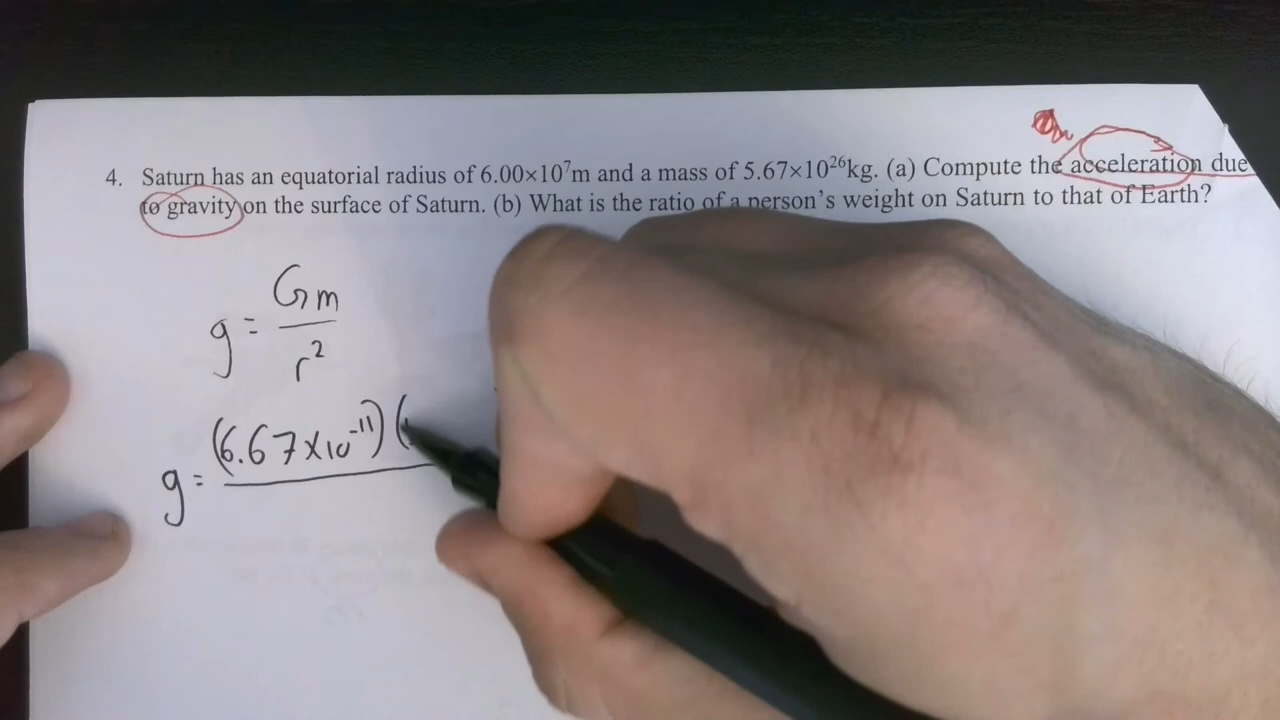 4. Saturn has an equatorial radius of 6.00×10⁷m and a mass of 5.67×10²⁶kg. (a) Compute the acceleration due
to gravity on the surface of Saturn. (b) What is the ratio of a person's weight on Saturn to that of Earth?
g = Gm / r²
g = (6.67×10⁻¹¹)(